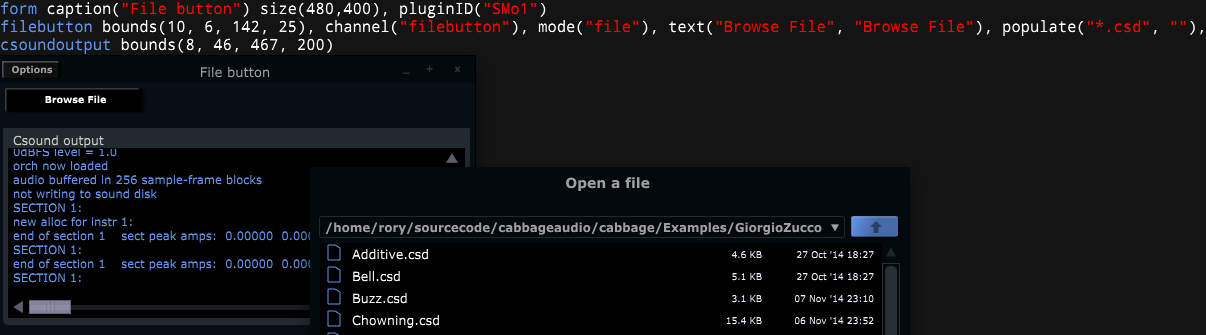 form caption("File button") size(480,400), pluginID("SMo1")
filebutton bounds(10, 6, 142, 25), channel("filebutton"), mode("file"), text("Browse File", "Browse File"), populate("*.csd", ""),
csoundoutput bounds(8, 46, 467, 200)
Options
File button
_ + x
Browse File
Csound output
0dBFS level = 1.0
orch now loaded
audio buffered in 256 sample-frame blocks
not writing to sound disk
SECTION 1:
new alloc for instr 1:
end of section 1 sect peak amps: 0.00000 0.000
SECTION 1:
end of section 1 sect peak amps: 0.00000 0.000
SECTION 1:
Open a file
/home/rory/sourcecode/cabbageaudio/cabbage/Examples/GiorgioZucco
Additive.csd 4.6 KB 27 Oct '14 18:27
Bell.csd 5.1 KB 27 Oct '14 18:27
Buzz.csd 3.1 KB 07 Nov '14 23:10
Chowning.csd 15.4 KB 06 Nov '14 23:52